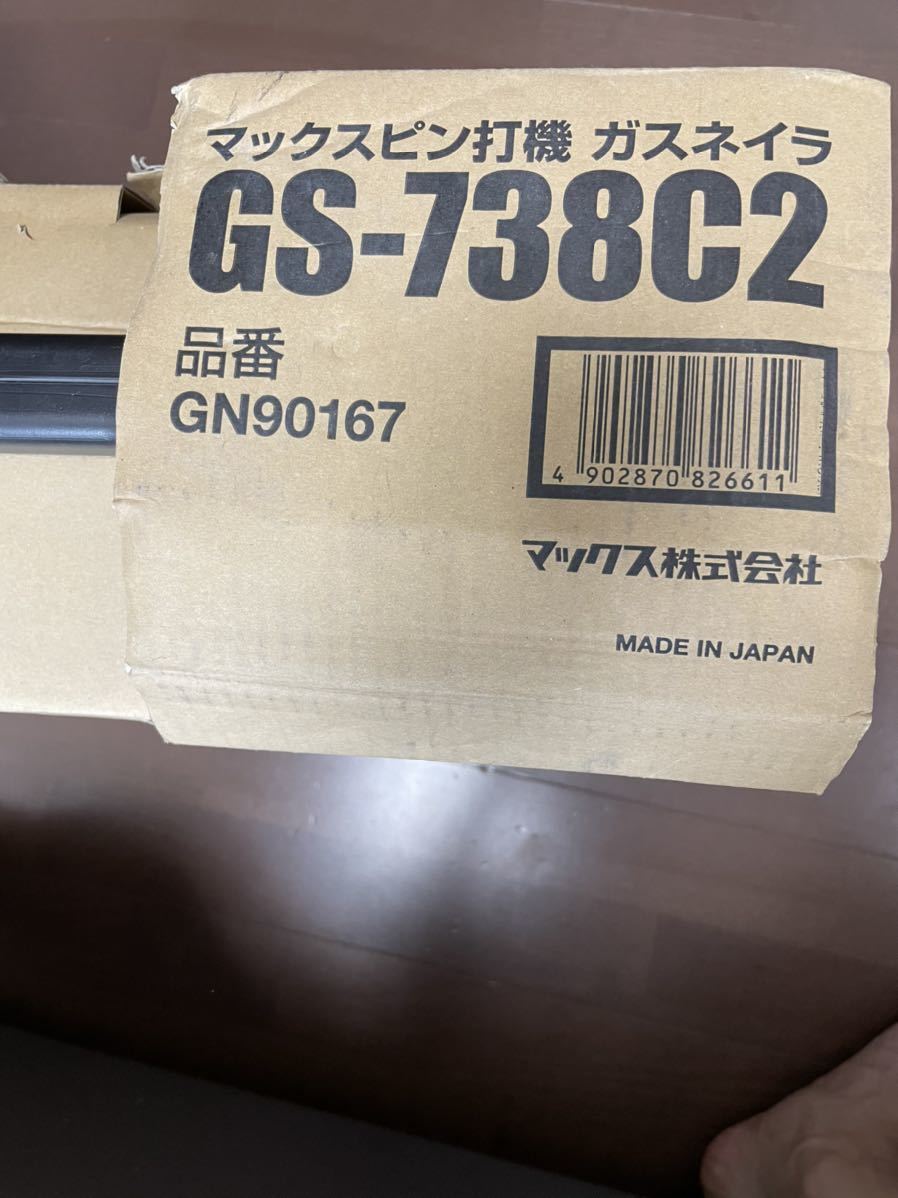 マックスピン打機 ガスネイラ
GS-738C2
品番
GN90167
4 902870 826611
マックス株式会社
MADE IN JAPAN